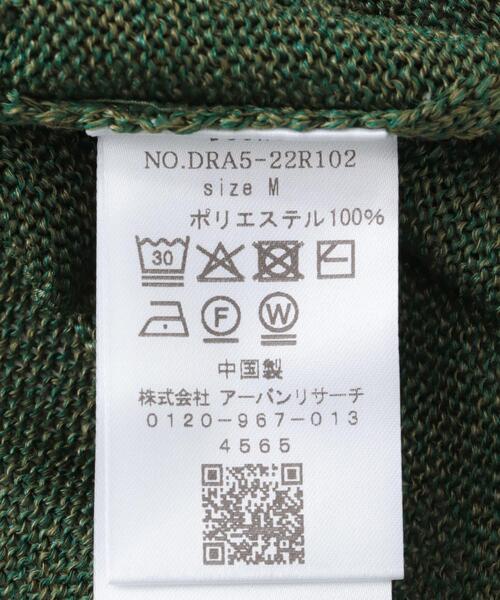 NO.DRA5-22R102
size M
ポリエステル100%
30
F W
中国製
株式会社 アーバンリサーチ
0120-967-013
4565